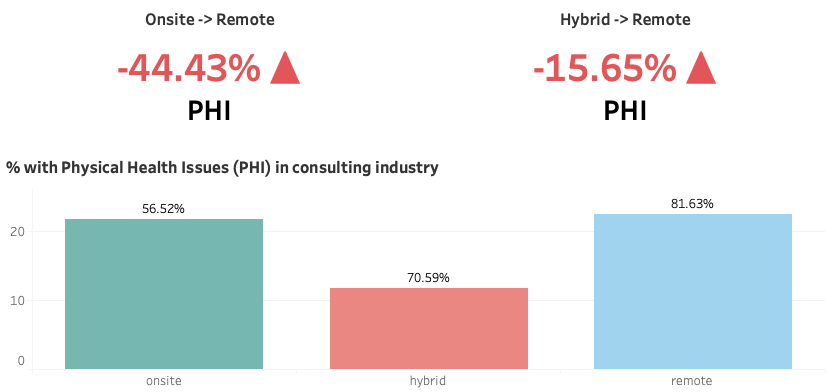 Onsite -> Remote
Hybrid -> Remote
-44.43% ▲
-15.65% ▲
PHI
PHI
% with Physical Health Issues (PHI) in consulting industry
56.52%
70.59%
81.63%
20
10
0
onsite
hybrid
remote